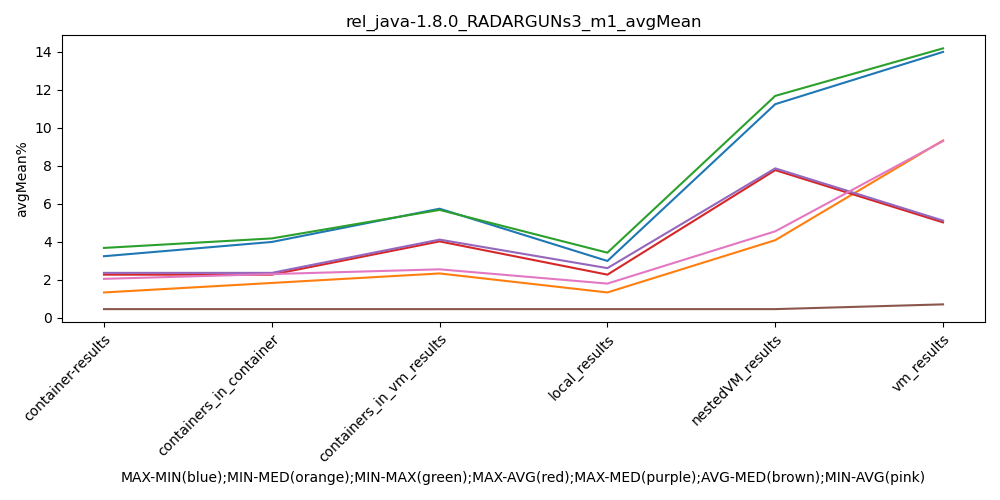 rel_java-1.8.0_RADARGUNs3_m1_avgMean
avgMean%
14
12
10
8
6
4
2
0
container-results
containers_in_container
containers_in_vm_results
local_results
nestedVM_results
vm_results
MAX-MIN(blue);MIN-MED(orange);MIN-MAX(green);MAX-AVG(red);MAX-MED(purple);AVG-MED(brown);MIN-AVG(pink)